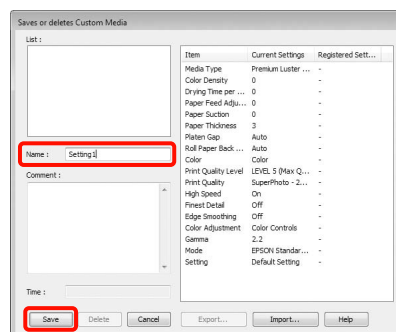 Saves or deletes Custom Media
List :
Name : Setting1
Comment :
Time :
Item Current Settings Registered Sett...
Media Type Premium Luster ... -
Color Density 0 -
Drying Time per ... 0 -
Paper Feed Adju... 0 -
Paper Suction 0 -
Paper Thickness 3 -
Platen Gap Auto -
Roll Paper Back ... Auto -
Color Color -
Print Quality Level LEVEL 5 (Max Q... -
Print Quality SuperPhoto - 2... -
High Speed On -
Finest Detail Off -
Edge Smoothing Off -
Color Adjustment Color Controls -
Gamma 2.2 -
Mode EPSON Standar... -
Setting Default Setting -
Save Delete Cancel Export... Import... Help